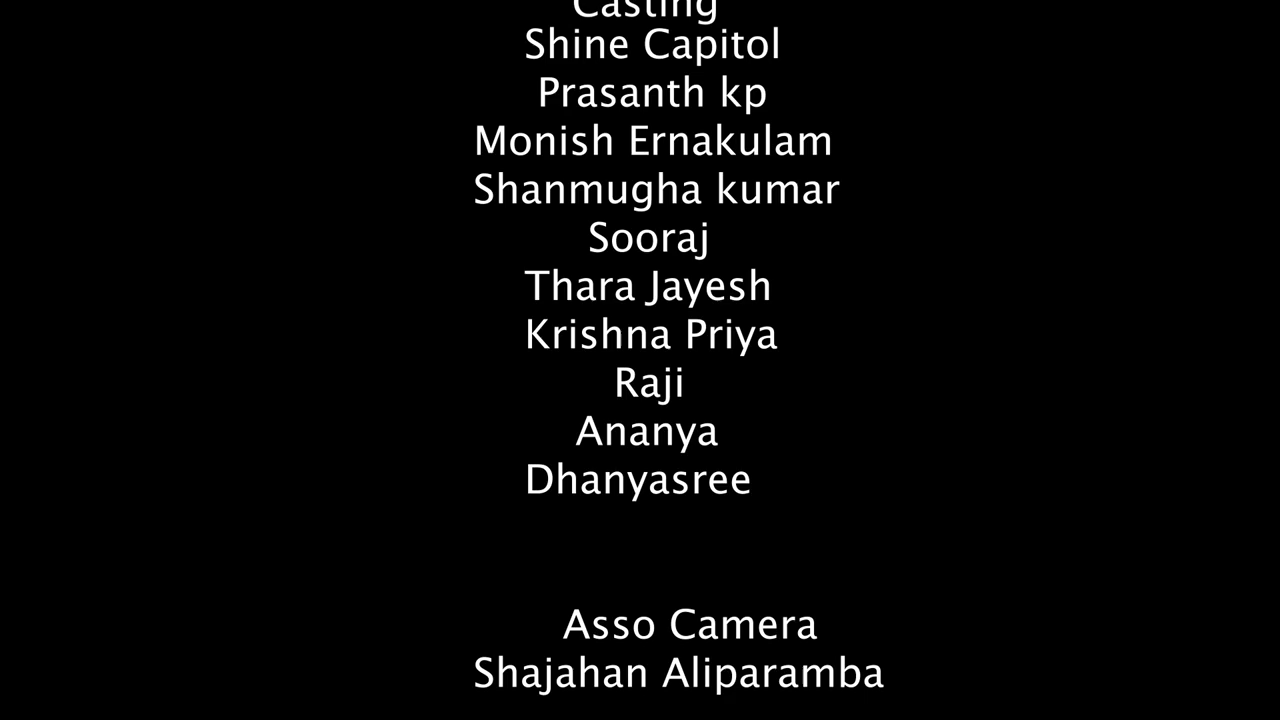 Casting
Shine Capitol
Prasanth kp
Monish Ernakulam
Shanmugha kumar
Sooraj
Thara Jayesh
Krishna Priya
Raji
Ananya
Dhanyasree
Asso Camera
Shajahan Aliparamba